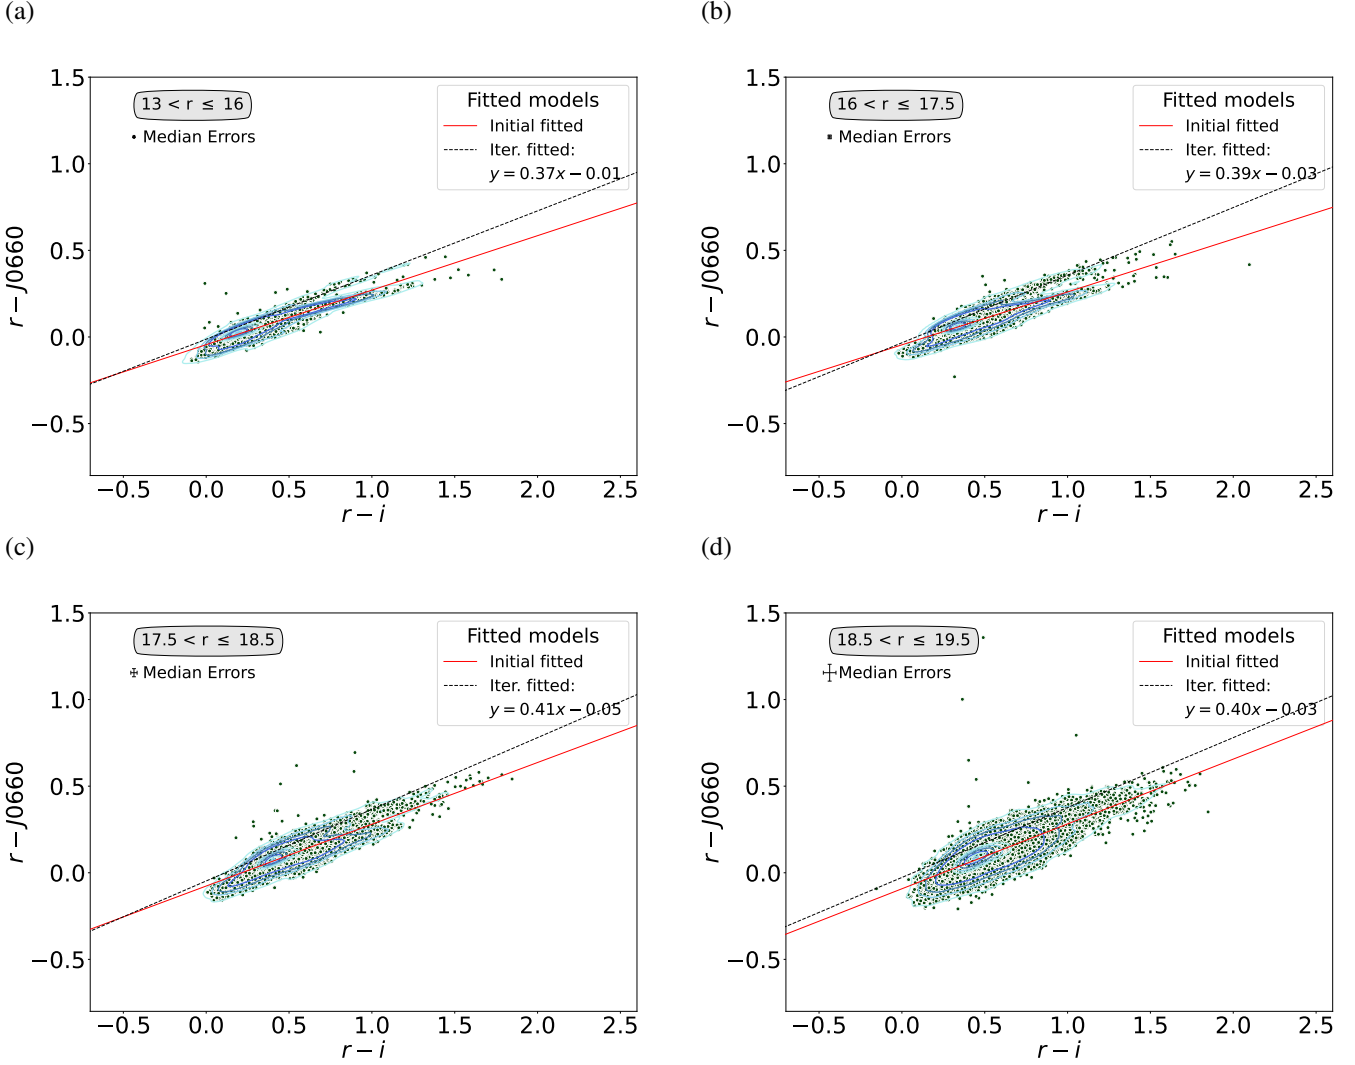 (a)
13 < r ≤ 16
Median Errors
Fitted models
Initial fitted
Iter. fitted:
y = 0.37x − 0.01
1.5
1.0
0.5
0.0
−0.5
r − J0660
−0.5 0.0 0.5 1.0 1.5 2.0 2.5
r − i
(b)
16 < r ≤ 17.5
Median Errors
Fitted models
Initial fitted
Iter. fitted:
y = 0.39x − 0.03
1.5
1.0
0.5
0.0
−0.5
r − J0660
−0.5 0.0 0.5 1.0 1.5 2.0 2.5
r − i
(c)
17.5 < r ≤ 18.5
Median Errors
Fitted models
Initial fitted
Iter. fitted:
y = 0.41x − 0.05
1.5
1.0
0.5
0.0
−0.5
r − J0660
−0.5 0.0 0.5 1.0 1.5 2.0 2.5
r − i
(d)
18.5 < r ≤ 19.5
Median Errors
Fitted models
Initial fitted
Iter. fitted:
y = 0.40x − 0.03
1.5
1.0
0.5
0.0
−0.5
r − J0660
−0.5 0.0 0.5 1.0 1.5 2.0 2.5
r − i